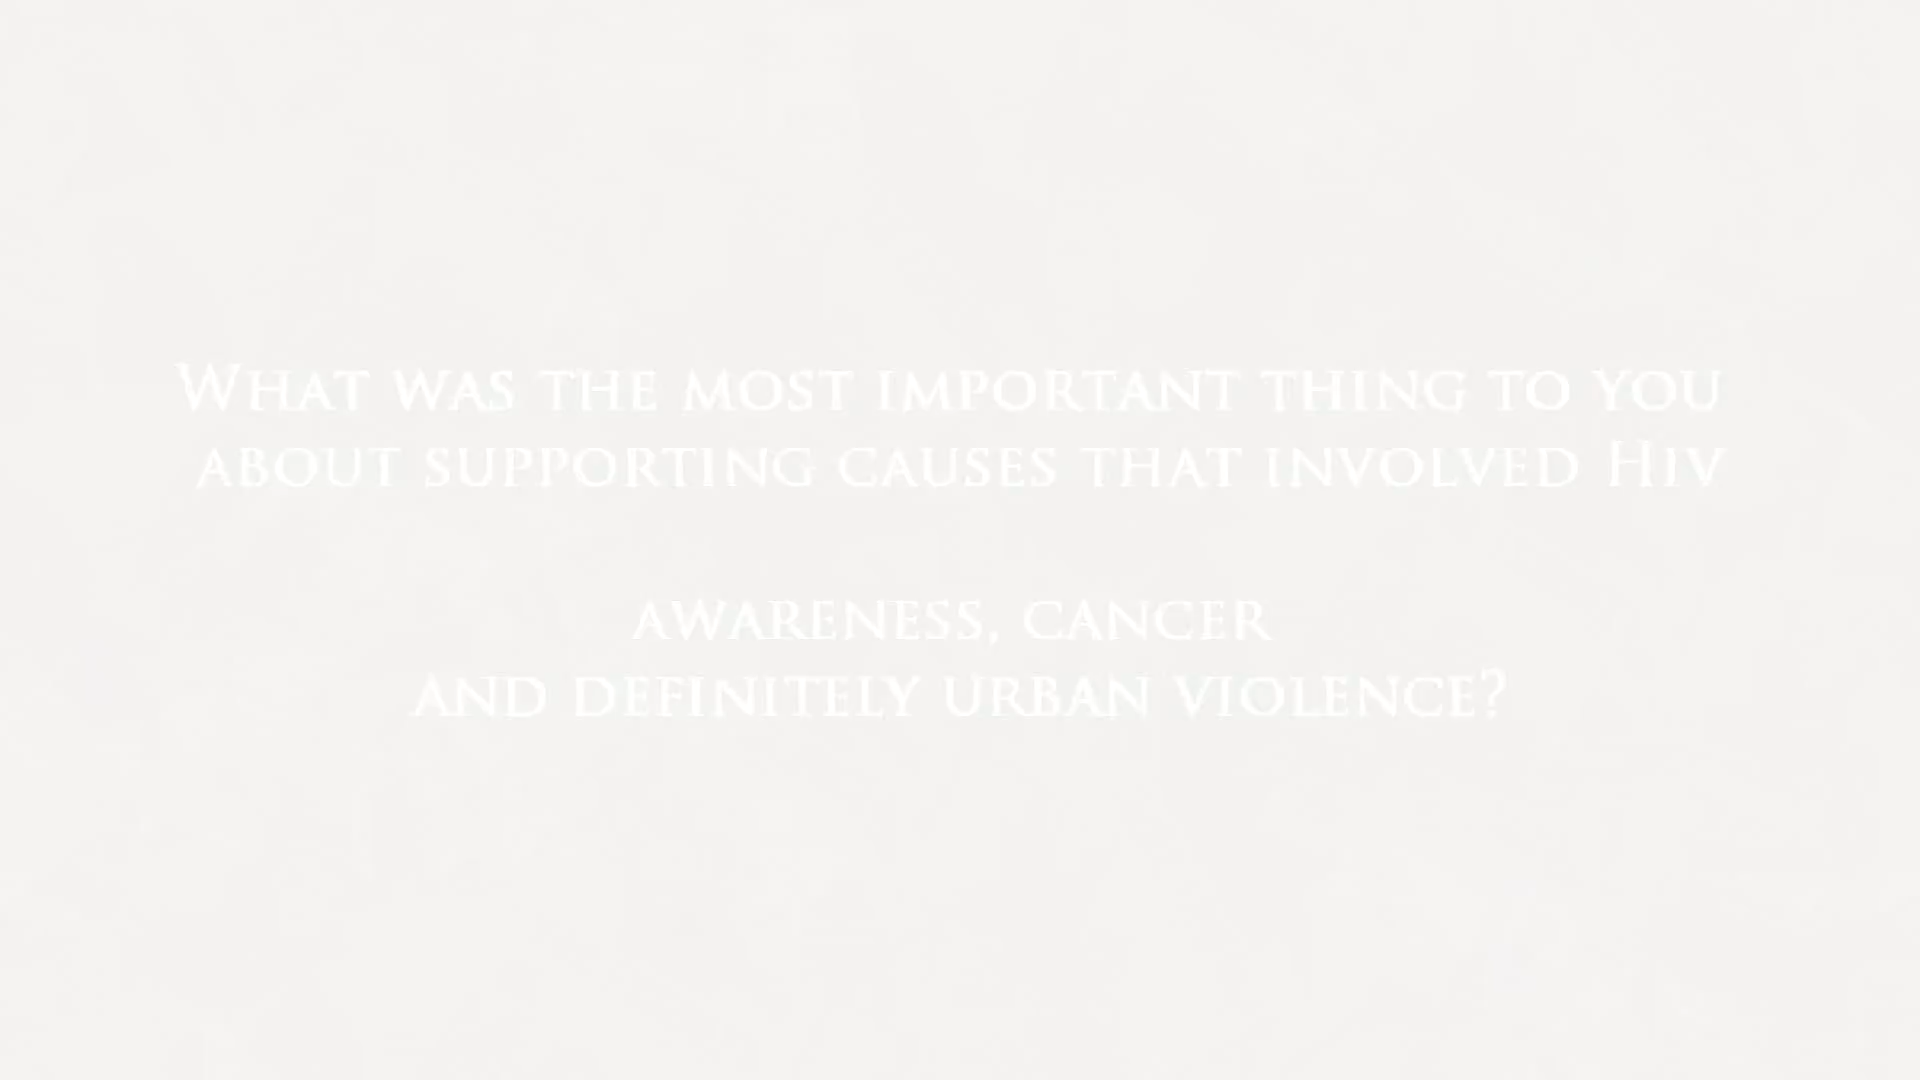 What was the most important thing to you
about supporting causes that involved Hiv
awareness, cancer
and definitely urban violence?